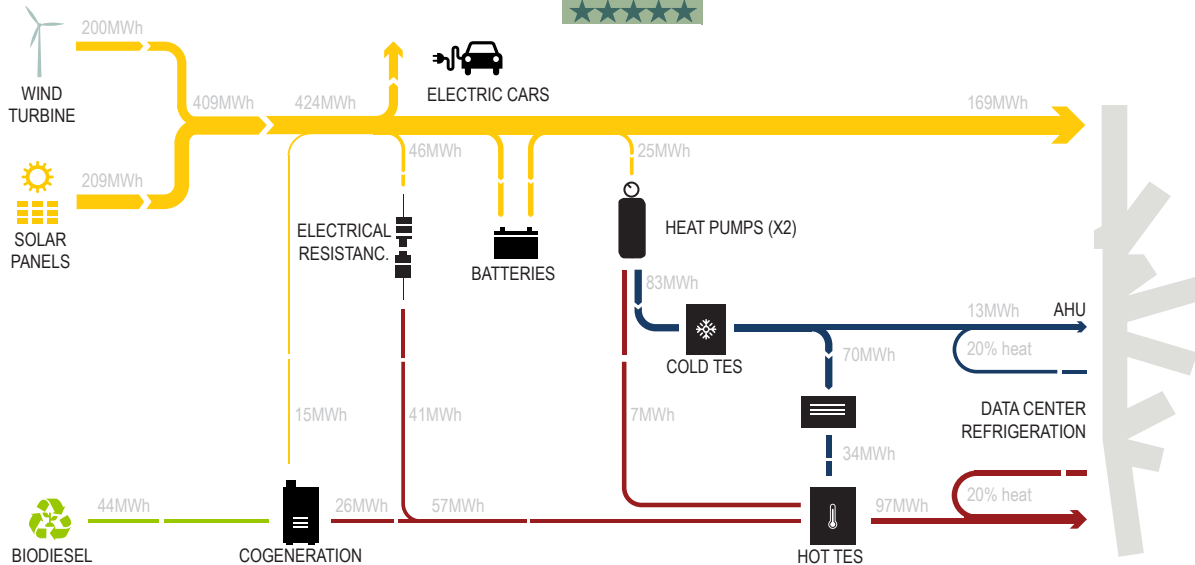 200MWh
WIND
TURBINE
409MWh
424MWh
ELECTRIC CARS
169MWh
209MWh
SOLAR
PANELS
46MWh
25MWh
ELECTRICAL
RESISTANC.
BATTERIES
HEAT PUMPS (X2)
83MWh
COLD TES
13MWh
AHU
20% heat
70MWh
15MWh
41MWh
7MWh
DATA CENTER
REFRIGERATION
34MWh
44MWh
BIODIESEL
COGENERATION
26MWh
57MWh
HOT TES
97MWh
20% heat